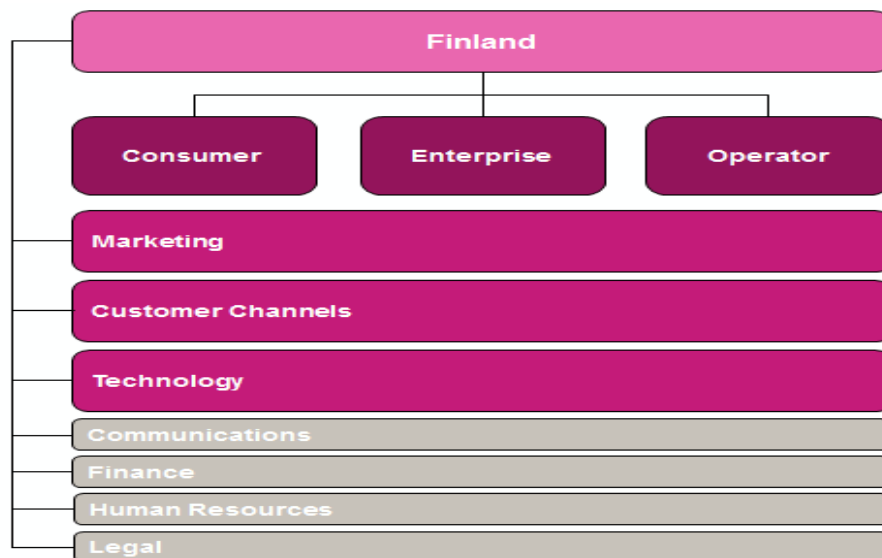 Finland
Consumer
Enterprise
Operator
Marketing
Customer Channels
Technology
Communications
Finance
Human Resources
Legal